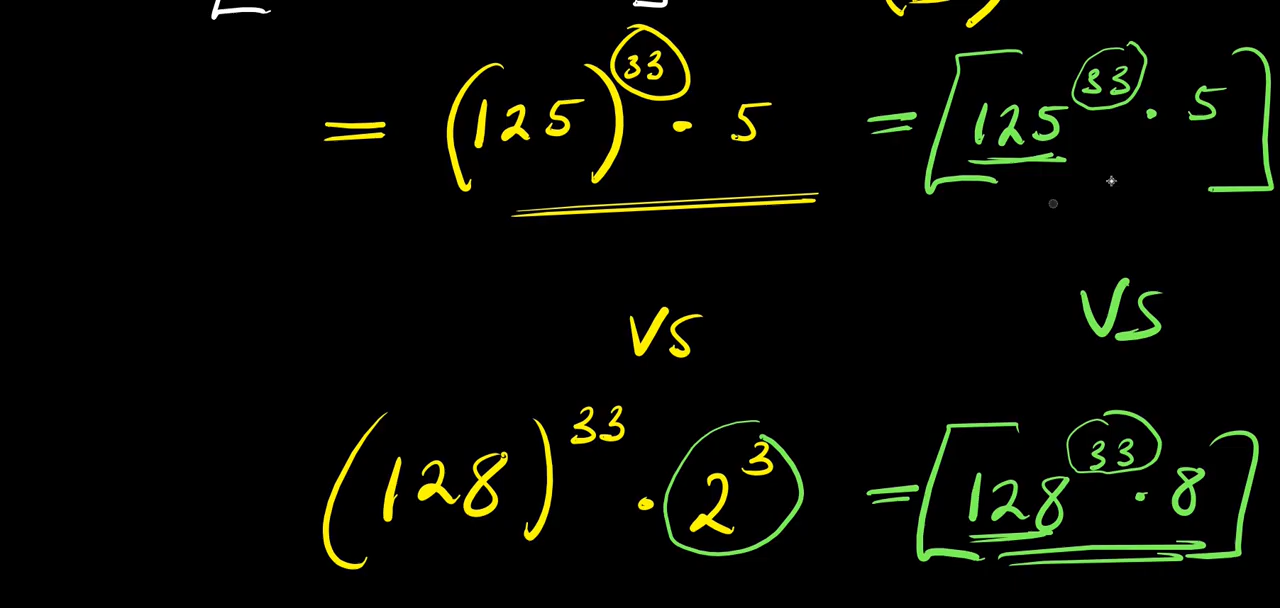 = (125)^33 · 5 = [125^33 · 5]
vs vs
(128)^33 · 2^3 = [128^33 · 8]